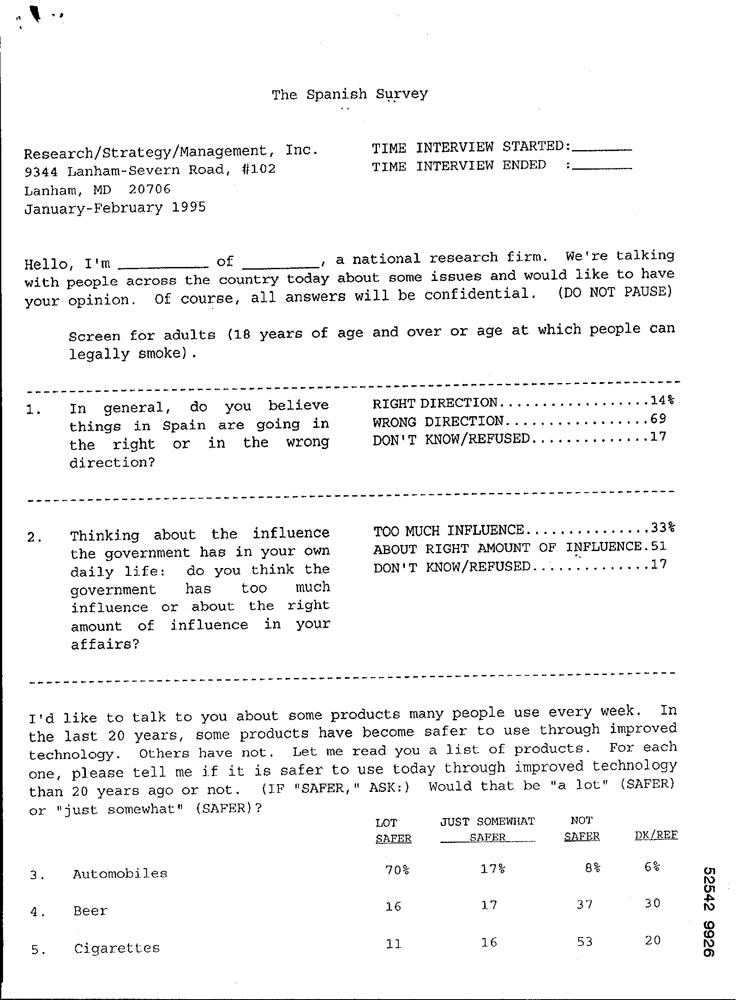 The Spanish Survey
Research/Strategy/Management, Inc.
9344 Lanham-Severn Road, #102
Lanham, MD 20706
January-February 1995
TIME INTERVIEW STARTED:_______
TIME INTERVIEW ENDED :_______
Hello, I'm __________ of ________, a national research firm. We're talking
with people across the country today about some issues and would like to have
your opinion. Of course, all answers will be confidential. (DO NOT PAUSE)
Screen for adults (18 years of age and over or age at which people can
legally smoke).
1. In general, do you believe
things in Spain are going in
the right or in the wrong
direction?
RIGHT DIRECTION..................14%
WRONG DIRECTION.................69
DON'T KNOW/REFUSED..............17
2. Thinking about the influence
the government has in your own
daily life: do you think the
government has too much
influence or about the right
amount of influence in your
affairs?
TOO MUCH INFLUENCE...............33%
ABOUT RIGHT AMOUNT OF INFLUENCE.51
DON'T KNOW/REFUSED..............17
I'd like to talk to you about some products many people use every week. In
the last 20 years, some products have become safer to use through improved
technology. Others have not. Let me read you a list of products. For each
one, please tell me if it is safer to use today through improved technology
than 20 years ago or not. (IF "SAFER," ASK:) Would that be "a lot" (SAFER)
or "just somewhat" (SAFER)?
LOT JUST SOMEWHAT NOT
SAFER SAFER SAFER DK/REF
3. Automobiles 70% 17% 8% 6%
4. Beer 16 17 37 30
5. Cigarettes 11 16 53 20
52542 9926